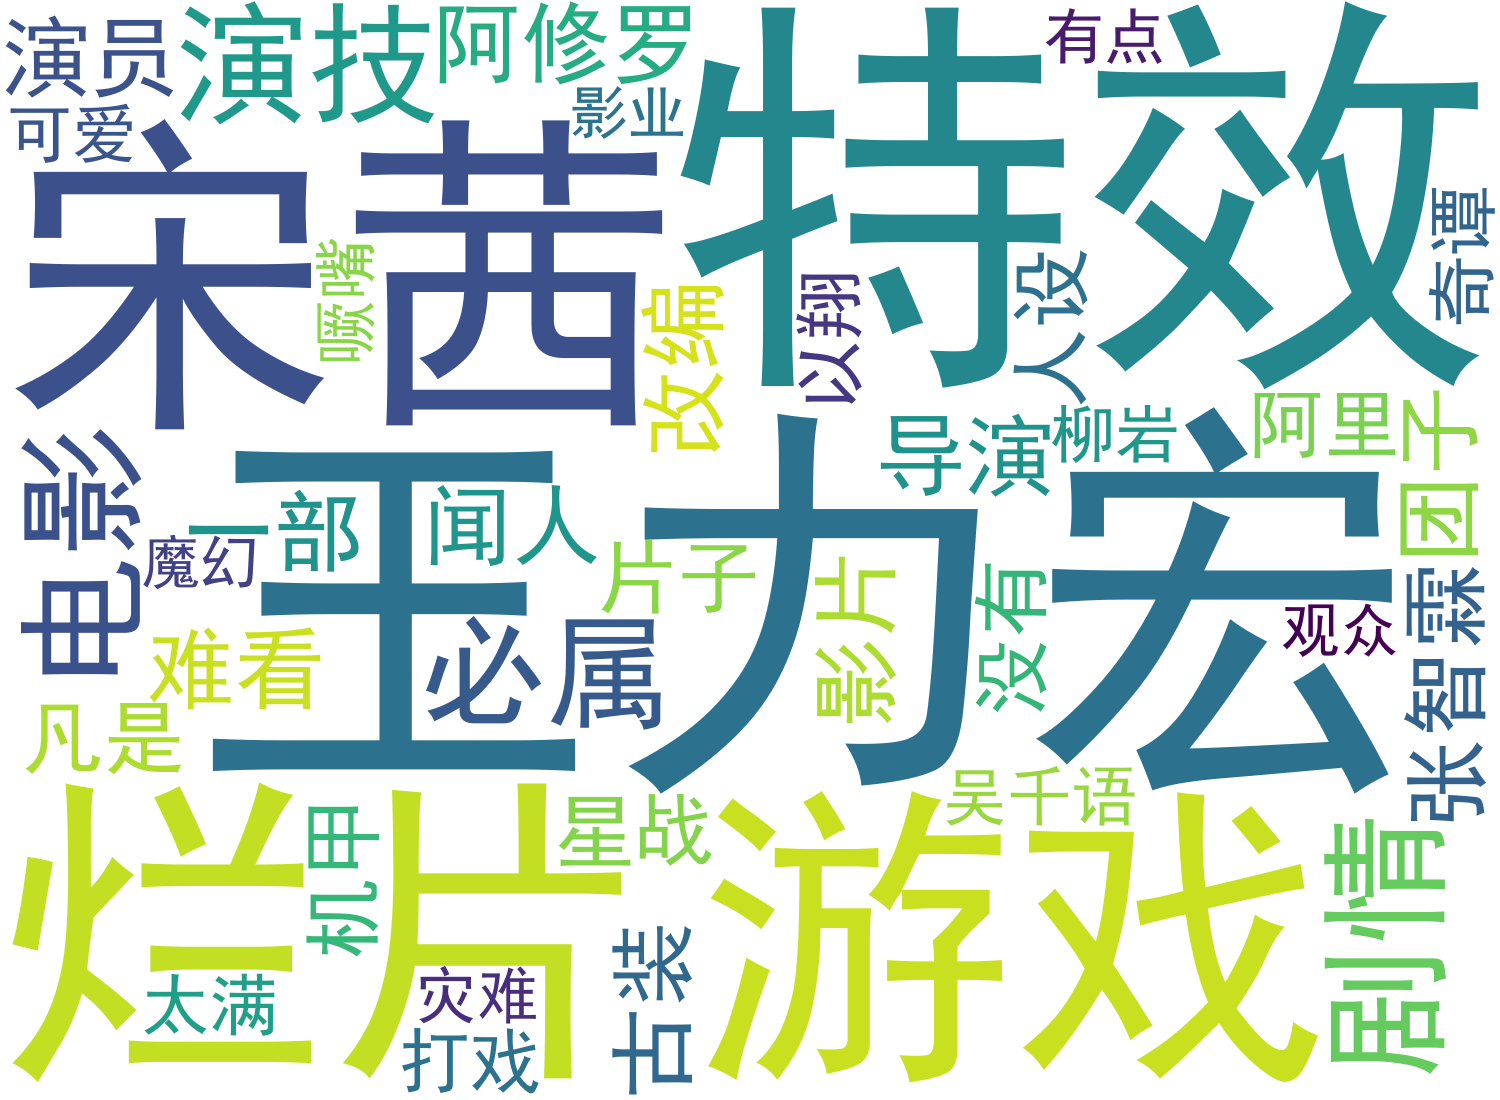 演员
演技
阿修罗
有点
特效
可爱
影业
宋茜
奇谭
噘嘴
改编
以翔
人设
导演
柳岩
阿里
团子
电影
王力宏
一部
闻人
魔幻
片子
影片
没有
张智霖
观众
难看
必属
凡是
烂片
游戏
机甲
星战
吴千语
剧情
古装
太满
灾难
打戏